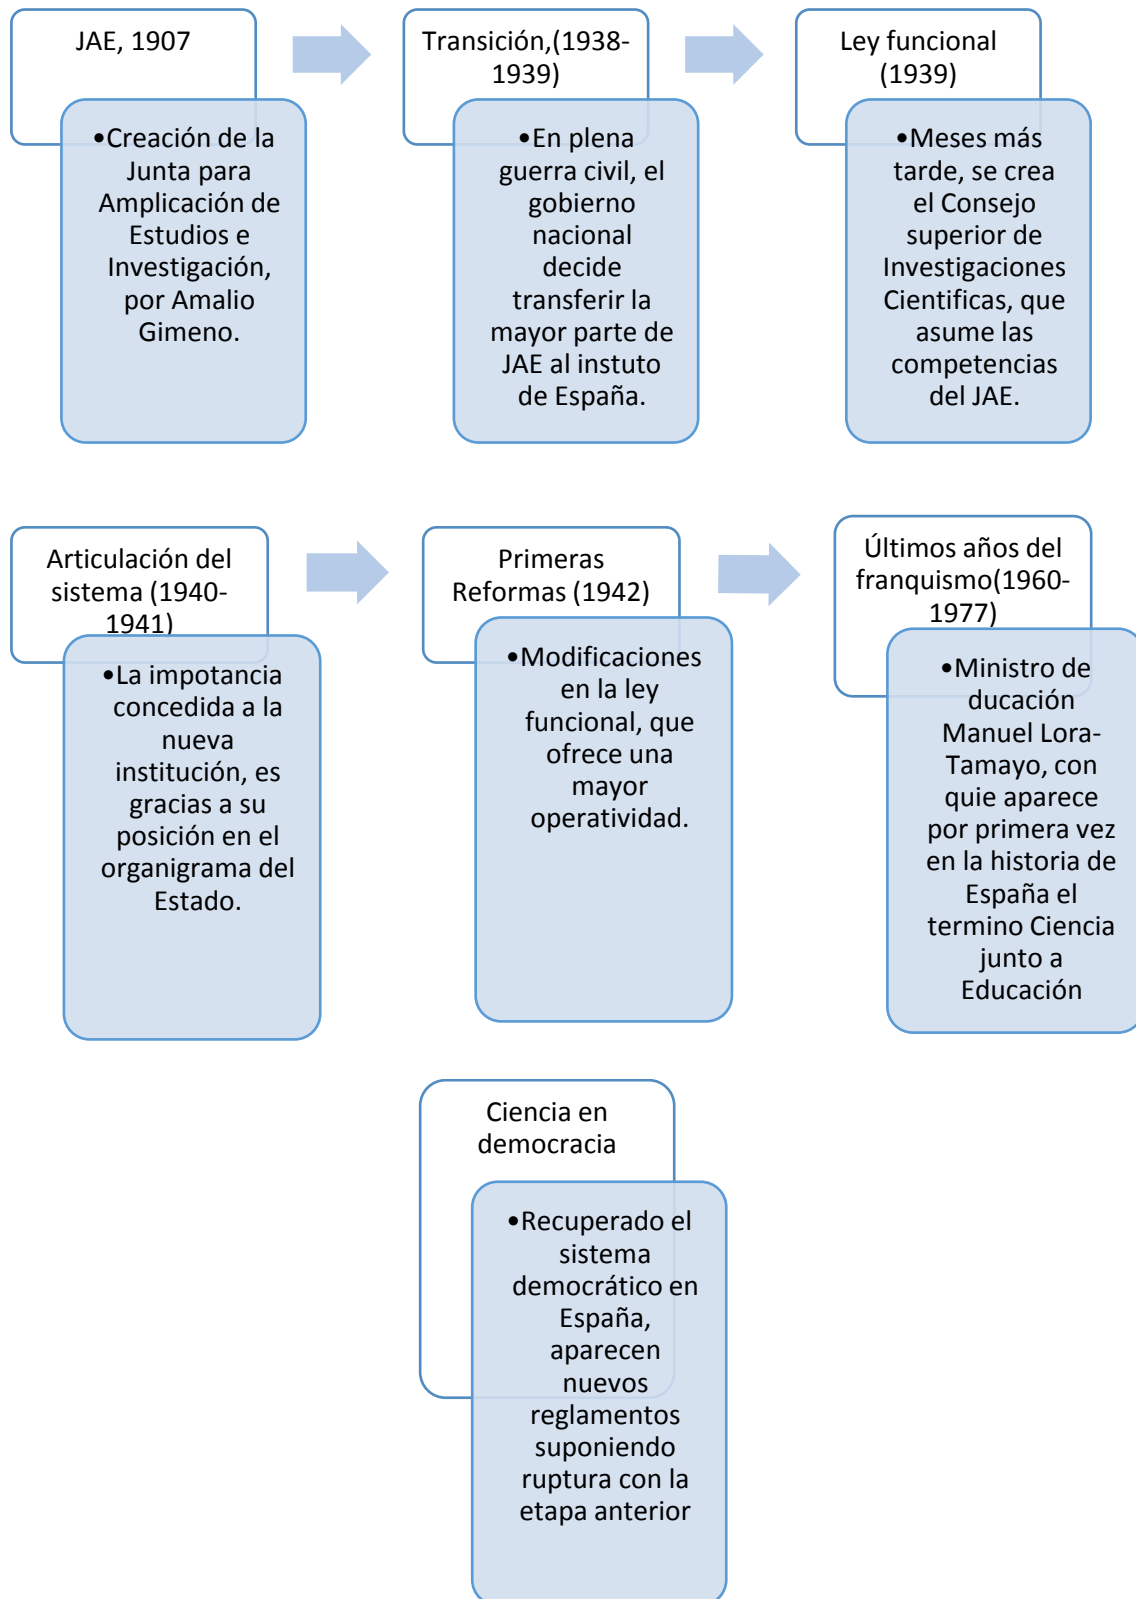 JAE, 1907
•Creación de la
Junta para
Amplicación de
Estudios e
Investigación,
por Amalio
Gimeno.
Transición,(1938-
1939)
•En plena
guerra civil, el
gobierno
nacional
decide
transferir la
mayor parte de
JAE al instuto
de España.
Ley funcional
(1939)
•Meses más
tarde, se crea
el Consejo
superior de
Investigaciones
Cientificas, que
asume las
competencias
del JAE.
Articulación del
sistema (1940-
1941)
•La impotancia
concedida a la
nueva
institución, es
gracias a su
posición en el
organigrama del
Estado.
Primeras
Reformas (1942)
•Modificaciones
en la ley
funcional, que
ofrece una
mayor
operatividad.
Últimos años del
franquismo(1960-
1977)
•Ministro de
ducación
Manuel Lora-
Tamayo, con
quie aparece
por primera vez
en la historia de
España el
termino Ciencia
junto a
Educación
Ciencia en
democracia
•Recuperado el
sistema
democrático en
España,
aparecen
nuevos
reglamentos
suponiendo
ruptura con la
etapa anterior